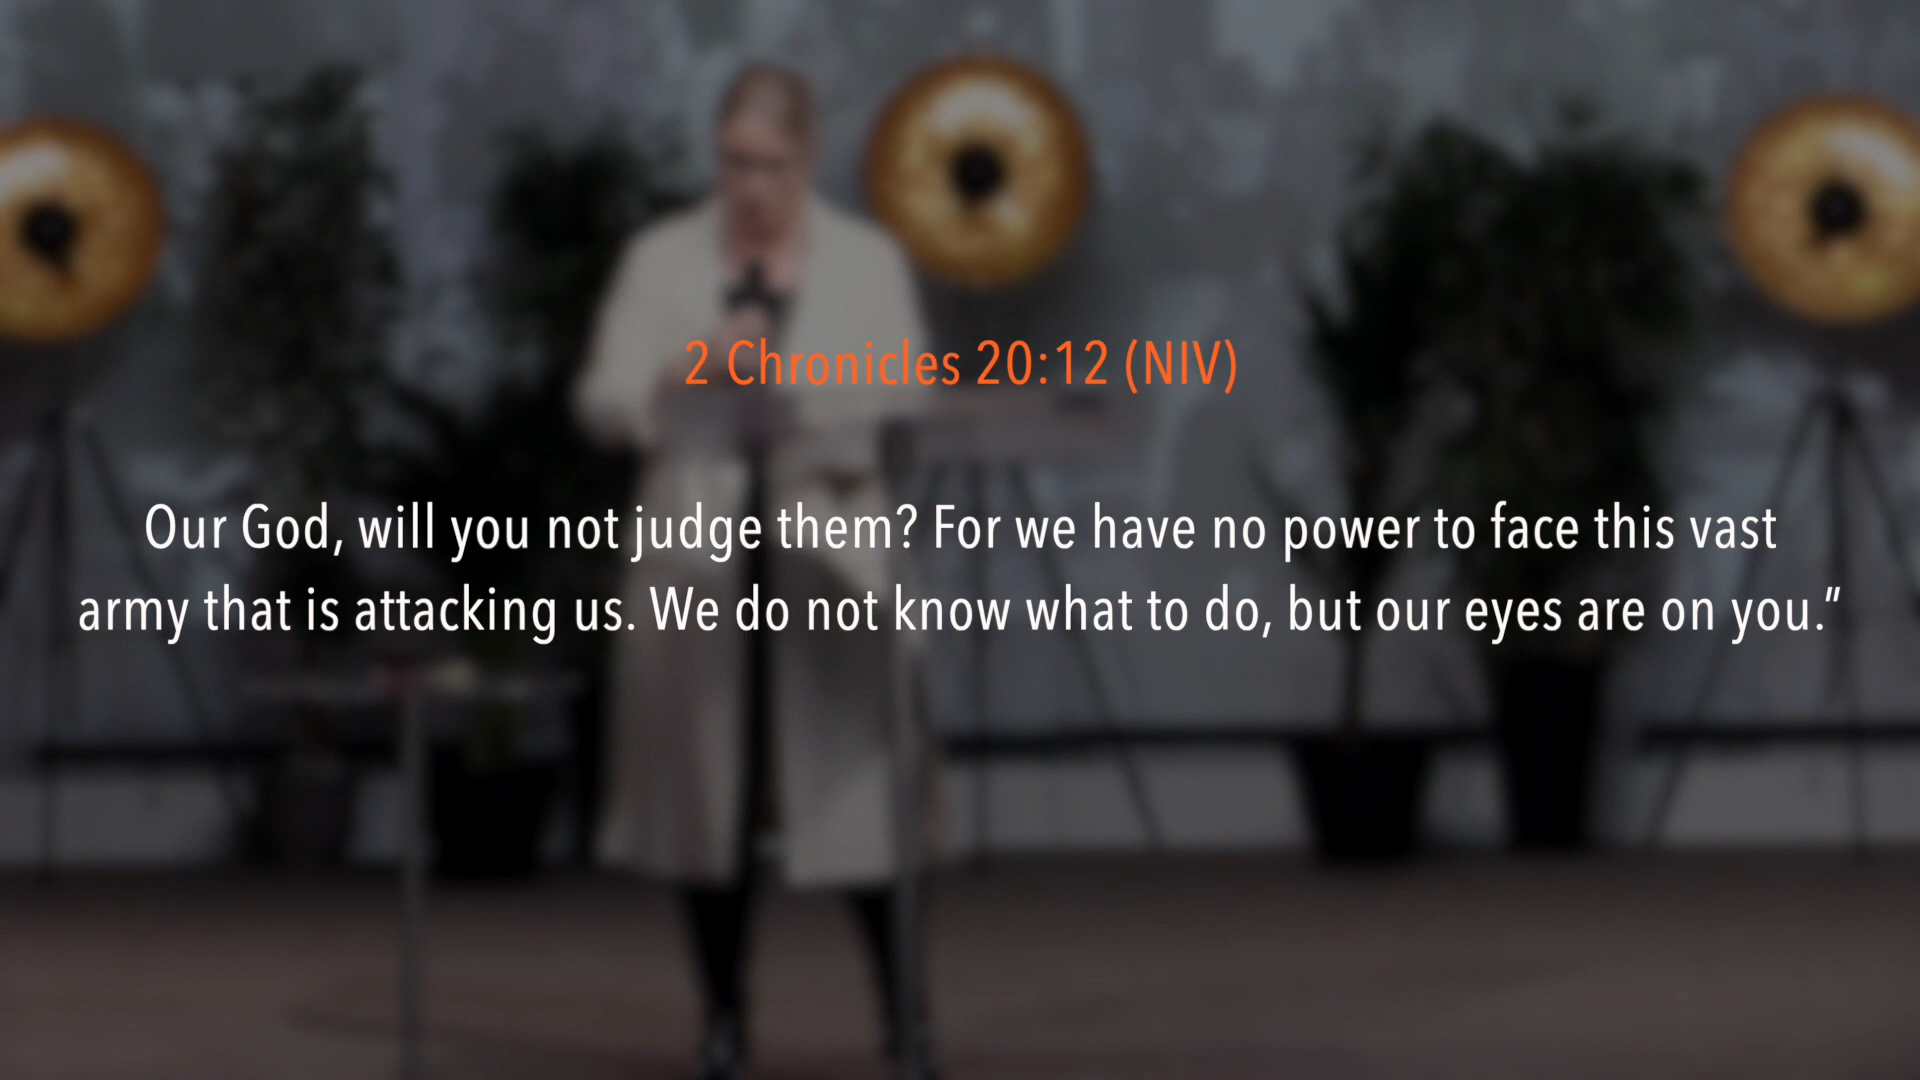 2 Chronicles 20:12 (NIV)
Our God, will you not judge them? For we have no power to face this vast
army that is attacking us. We do not know what to do, but our eyes are on you.”